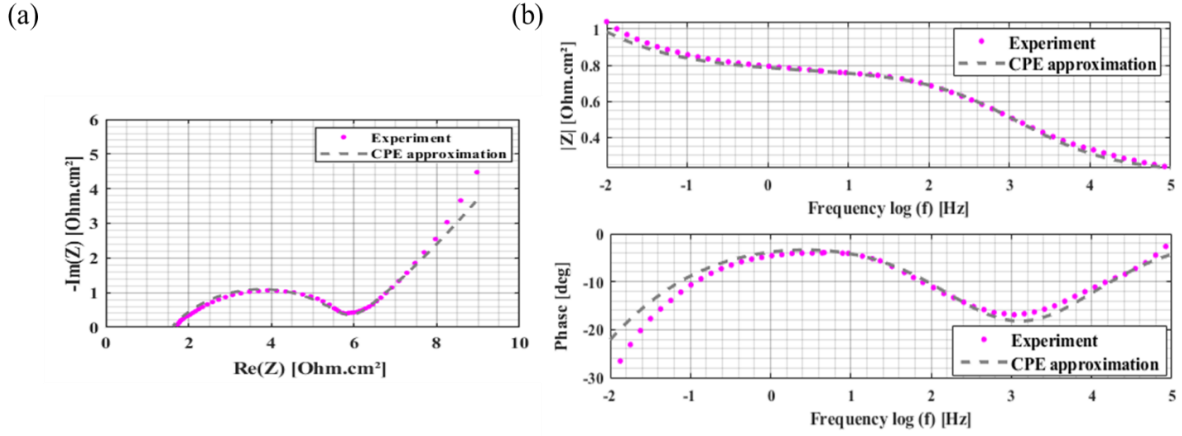 (a)
(b)
6
5
4
3
2
1
0
-Im(Z) [Ohm.cm²]
Experiment
CPE approximation
0 2 4 6 8 10
Re(Z) [Ohm.cm²]
1
0.8
0.6
0.4
|Z| [Ohm.cm²]
Experiment
CPE approximation
-2 -1 0 1 2 3 4 5
Frequency log (f) [Hz]
0
-10
-20
-30
Phase [deg]
Experiment
CPE approximation
-2 -1 0 1 2 3 4 5
Frequency log (f) [Hz]